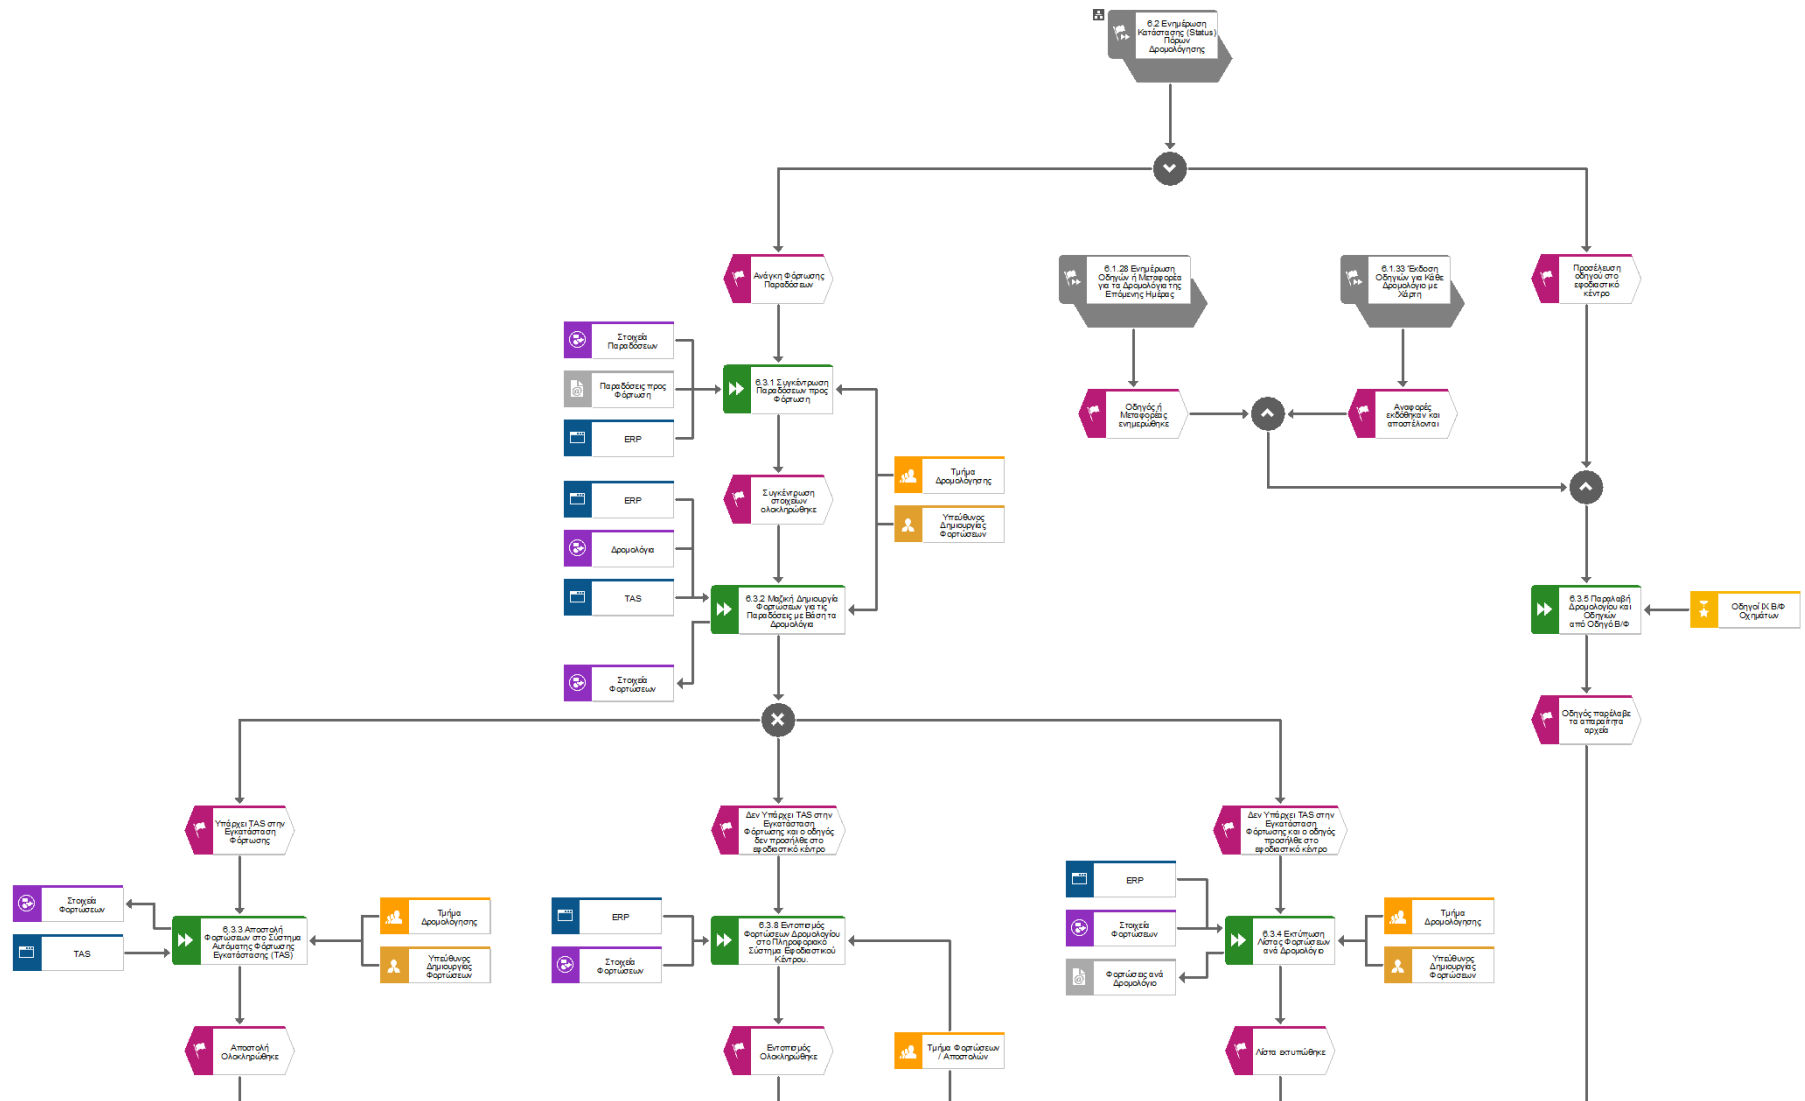 6.2 Ενημέρωση
Κατάστασης (Status)
Πόρων
Δρομολόγησης
Ανάγκη Φόρτωσης
Παραδόσεων
6.1.28 Ενημέρωση
Οδηγών ή Μεταφορέα
για τα Δρομολόγια της
Επόμενης Ημέρας
6.1.33 Έκδοση
Οδηγιών για Κάθε
Δρομολόγιο με
Χάρτη
Προσέλευση
οδηγού στο
εφοδιαστικό
κέντρο
Στοιχεία
Παραδόσεων
Παραδόσεις προς
Φόρτωση
ERP
6.3.1 Συγκέντρωση
Παραδόσεων προς
Φόρτωση
Οδηγός ή
Μεταφορέας
ενημερώθηκε
Αναφορές
εκδόθηκαν και
αποστέλονται
Τμήμα
Δρομολόγησης
Υπεύθυνος
Δημιουργίας
Φορτώσεων
ERP
Δρομολόγια
TAS
Συγκέντρωση
στοιχείων
ολοκληρώθηκε
6.3.2 Μαζική Δημιουργία
Φορτώσεων για τις
Παραδόσεις με Βάση τα
Δρομολόγια
Στοιχεία
Φορτώσεων
6.3.5 Παραλαβή
Δρομολογίου και
Οδηγιών
από Οδηγό Β/Φ
Οδηγοί ΙΧ Β/Φ
Οχημάτων
Οδηγός παρέλαβε
τα απαραίτητα
αρχεία
Υπάρχει TAS στην
Εγκατάσταση
Φόρτωσης
Δεν Υπάρχει TAS στην
Εγκατάσταση
Φόρτωσης και ο οδηγός
δεν προσήλθε στο
εφοδιαστικό κέντρο
Δεν Υπάρχει TAS στην
Εγκατάσταση
Φόρτωσης και ο οδηγός
προσήλθε στο
εφοδιαστικό κέντρο
Στοιχεία
Φορτώσεων
TAS
6.3.3 Αποστολή
Φορτώσεων στο Σύστημα
Αυτόματης Φόρτωσης
Εγκατάστασης (TAS)
Τμήμα
Δρομολόγησης
Υπεύθυνος
Δημιουργίας
Φορτώσεων
ERP
Στοιχεία
Φορτώσεων
6.3.8 Εντοπισμός
Φορτώσεων Δρομολογίου
στο Πληροφοριακό
Σύστημα Εφοδιαστικού
Κέντρου.
ERP
Στοιχεία
Φορτώσεων
Φορτώσεις ανά
Δρομολόγιο
6.3.4 Εκτύπωση
Λίστας Φορτώσεων
ανά Δρομολόγιο
Τμήμα
Δρομολόγησης
Υπεύθυνος
Δημιουργίας
Φορτώσεων
Αποστολή
Ολοκληρώθηκε
Εντοπισμός
Ολοκληρώθηκε
Τμήμα Φορτώσεων
/ Αποστολών
Λίστα εκτυπώθηκε